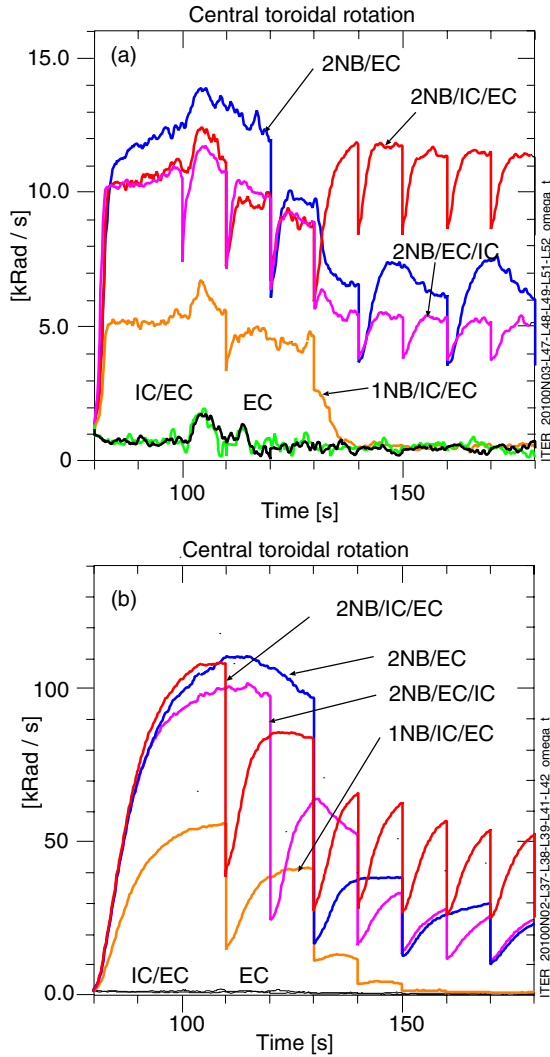 Central toroidal rotation
(a)
2NB/EC
2NB/IC/EC
15.0
10.0
5.0
0
[kRad / s]
2NB/EC/IC
1NB/IC/EC
IC/EC
EC
100
150
Time [s]
ITER 20100N03-L47-L38-L49-L51-L52 omega t
Central toroidal rotation
(b)
2NB/IC/EC
2NB/EC
2NB/EC/IC
1NB/IC/EC
100
50
0.0
[kRad / s]
IC/EC
EC
100
150
Time [s]
ITER 20100N02-L37-L38-L39-L41-L42 omega t